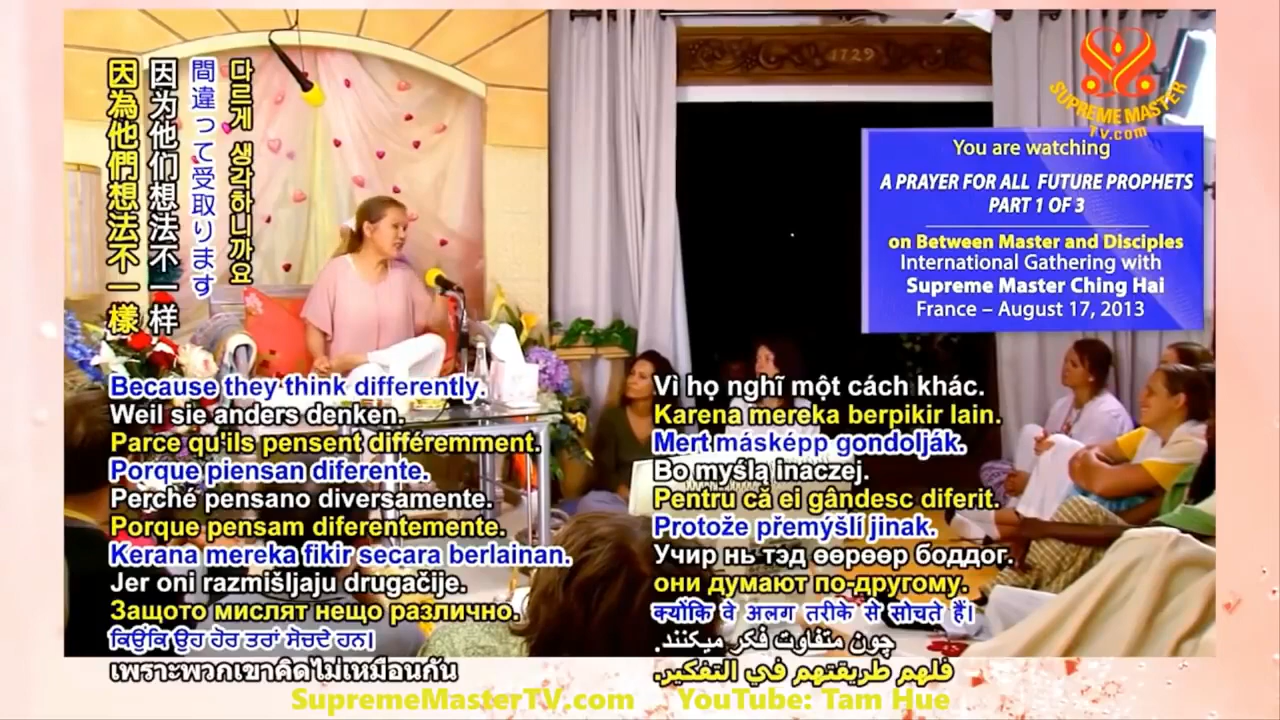 因為他們想法不一樣
因为他们想法不一样
間違って受取ります
다르게 생각하니까요
1729
SUPREME MASTER
TV.com
You are watching
A PRAYER FOR ALL FUTURE PROPHETS
PART 1 OF 3
on Between Master and Disciples
International Gathering with
Supreme Master Ching Hai
France – August 17, 2013
Because they think differently.
Weil sie anders denken.
Parce qu'ils pensent différemment.
Porque piensan diferente.
Perché pensano diversamente.
Porque pensam diferentemente.
Kerana mereka fikir secara berlainan.
Jer oni razmišljaju drugačije.
Защото мислят нещо различно.
ਕਿਉਂਕਿ ਉਹ ਹੋਰ ਤਰਾਂ ਸੋਚਦੇ ਹਨ।
เพราะพวกเขาคิดไม่เหมือนกัน
Vì họ nghĩ một cách khác.
Karena mereka berpikir lain.
Mert másképp gondolják.
Bo myślą inaczej.
Pentru că ei gândesc diferit.
Protože přemýšlí jinak.
Учир нь тэд өөрөөр боддог.
они думают по-другому.
क्योंकि वे अलग तरीके से सोचते हैं।
چون متفاوت فکر میکنند.
فلهم طريقتهم في التفكير.
SupremeMasterTV.com YouTube: Tam Hue